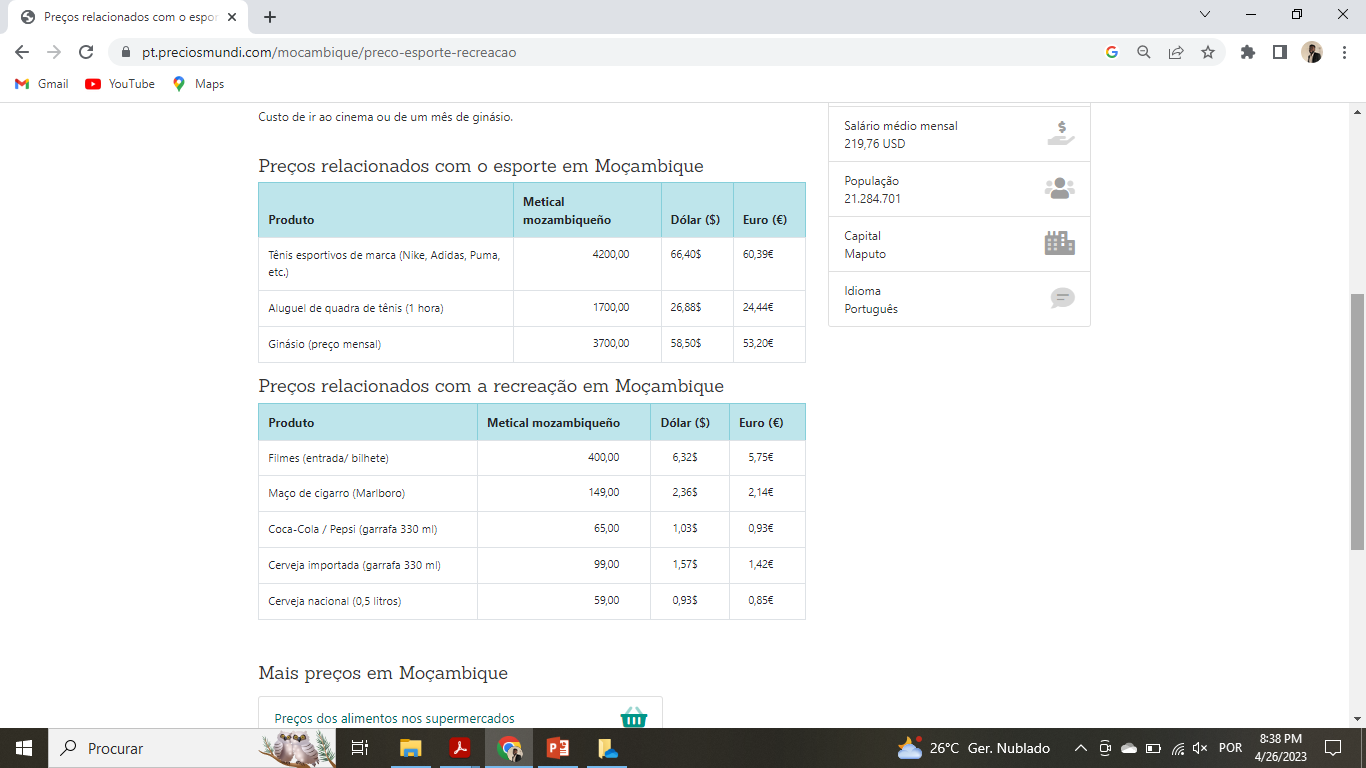 Preços relacionados com o espor
pt.preciosmundi.com/mocambique/preco-esporte-recreacao
Gmail YouTube Maps
Custo de ir ao cinema ou de um mês de ginásio.
Preços relacionados com o esporte em Moçambique
Produto Metical mozambiqueño Dólar ($) Euro (€)
Tênis esportivos de marca (Nike, Adidas, Puma, etc.) 4200,00 66,40$ 60,39€
Aluguel de quadra de tênis (1 hora) 1700,00 26,88$ 24,44€
Ginásio (preço mensal) 3700,00 58,50$ 53,20€
Preços relacionados com a recreação em Moçambique
Produto Metical mozambiqueño Dólar ($) Euro (€)
Filmes (entrada/ bilhete) 400,00 6,32$ 5,75€
Maço de cigarro (Marlboro) 149,00 2,36$ 2,14€
Coca-Cola / Pepsi (garrafa 330 ml) 65,00 1,03$ 0,93€
Cerveja importada (garrafa 330 ml) 99,00 1,57$ 1,42€
Cerveja nacional (0,5 litros) 59,00 0,93$ 0,85€
Mais preços em Moçambique
Preços dos alimentos nos supermercados
Salário médio mensal
219,76 USD
População
21.284.701
Capital
Maputo
Idioma
Português
Procurar
26°C Ger. Nublado
POR
8:38 PM
4/26/2023